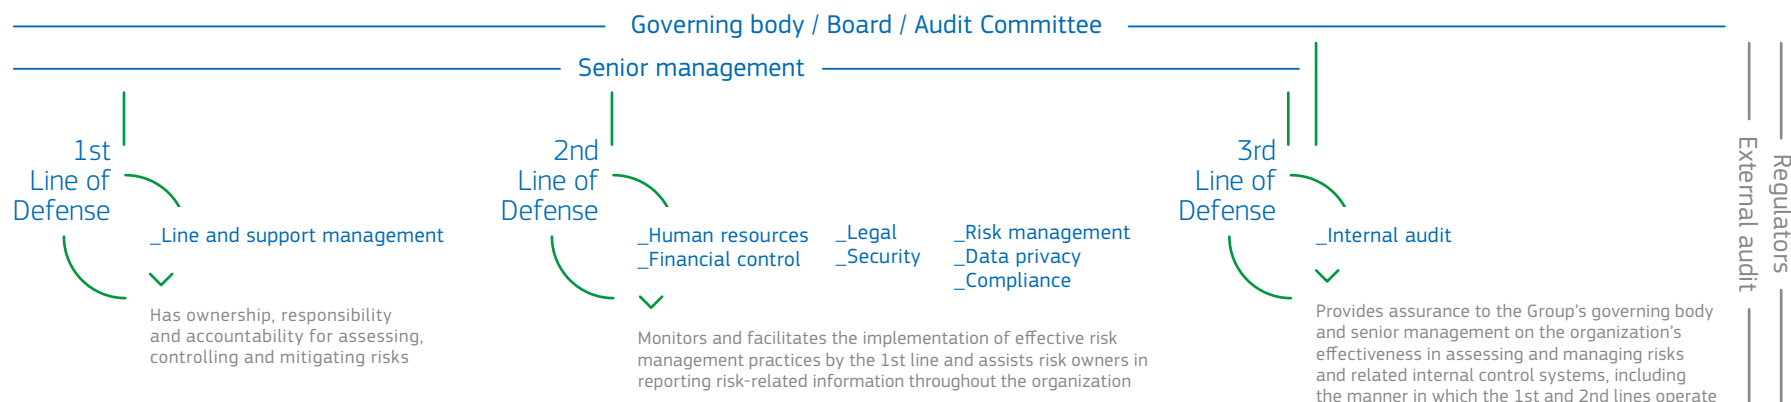 Governing body / Board / Audit Committee
Senior management
1st
Line of
Defense
_Line and support management
Has ownership, responsibility
and accountability for assessing,
controlling and mitigating risks
2nd
Line of
Defense
_Human resources
_Financial control
_Legal
_Security
_Risk management
_Data privacy
_Compliance
Monitors and facilitates the implementation of effective risk
management practices by the 1st line and assists risk owners in
reporting risk-related information throughout the organization
3rd
Line of
Defense
_Internal audit
Provides assurance to the Group’s governing body
and senior management on the organization’s
effectiveness in assessing and managing risks
and related internal control systems, including
the manner in which the 1st and 2nd lines operate
External audit
Regulators